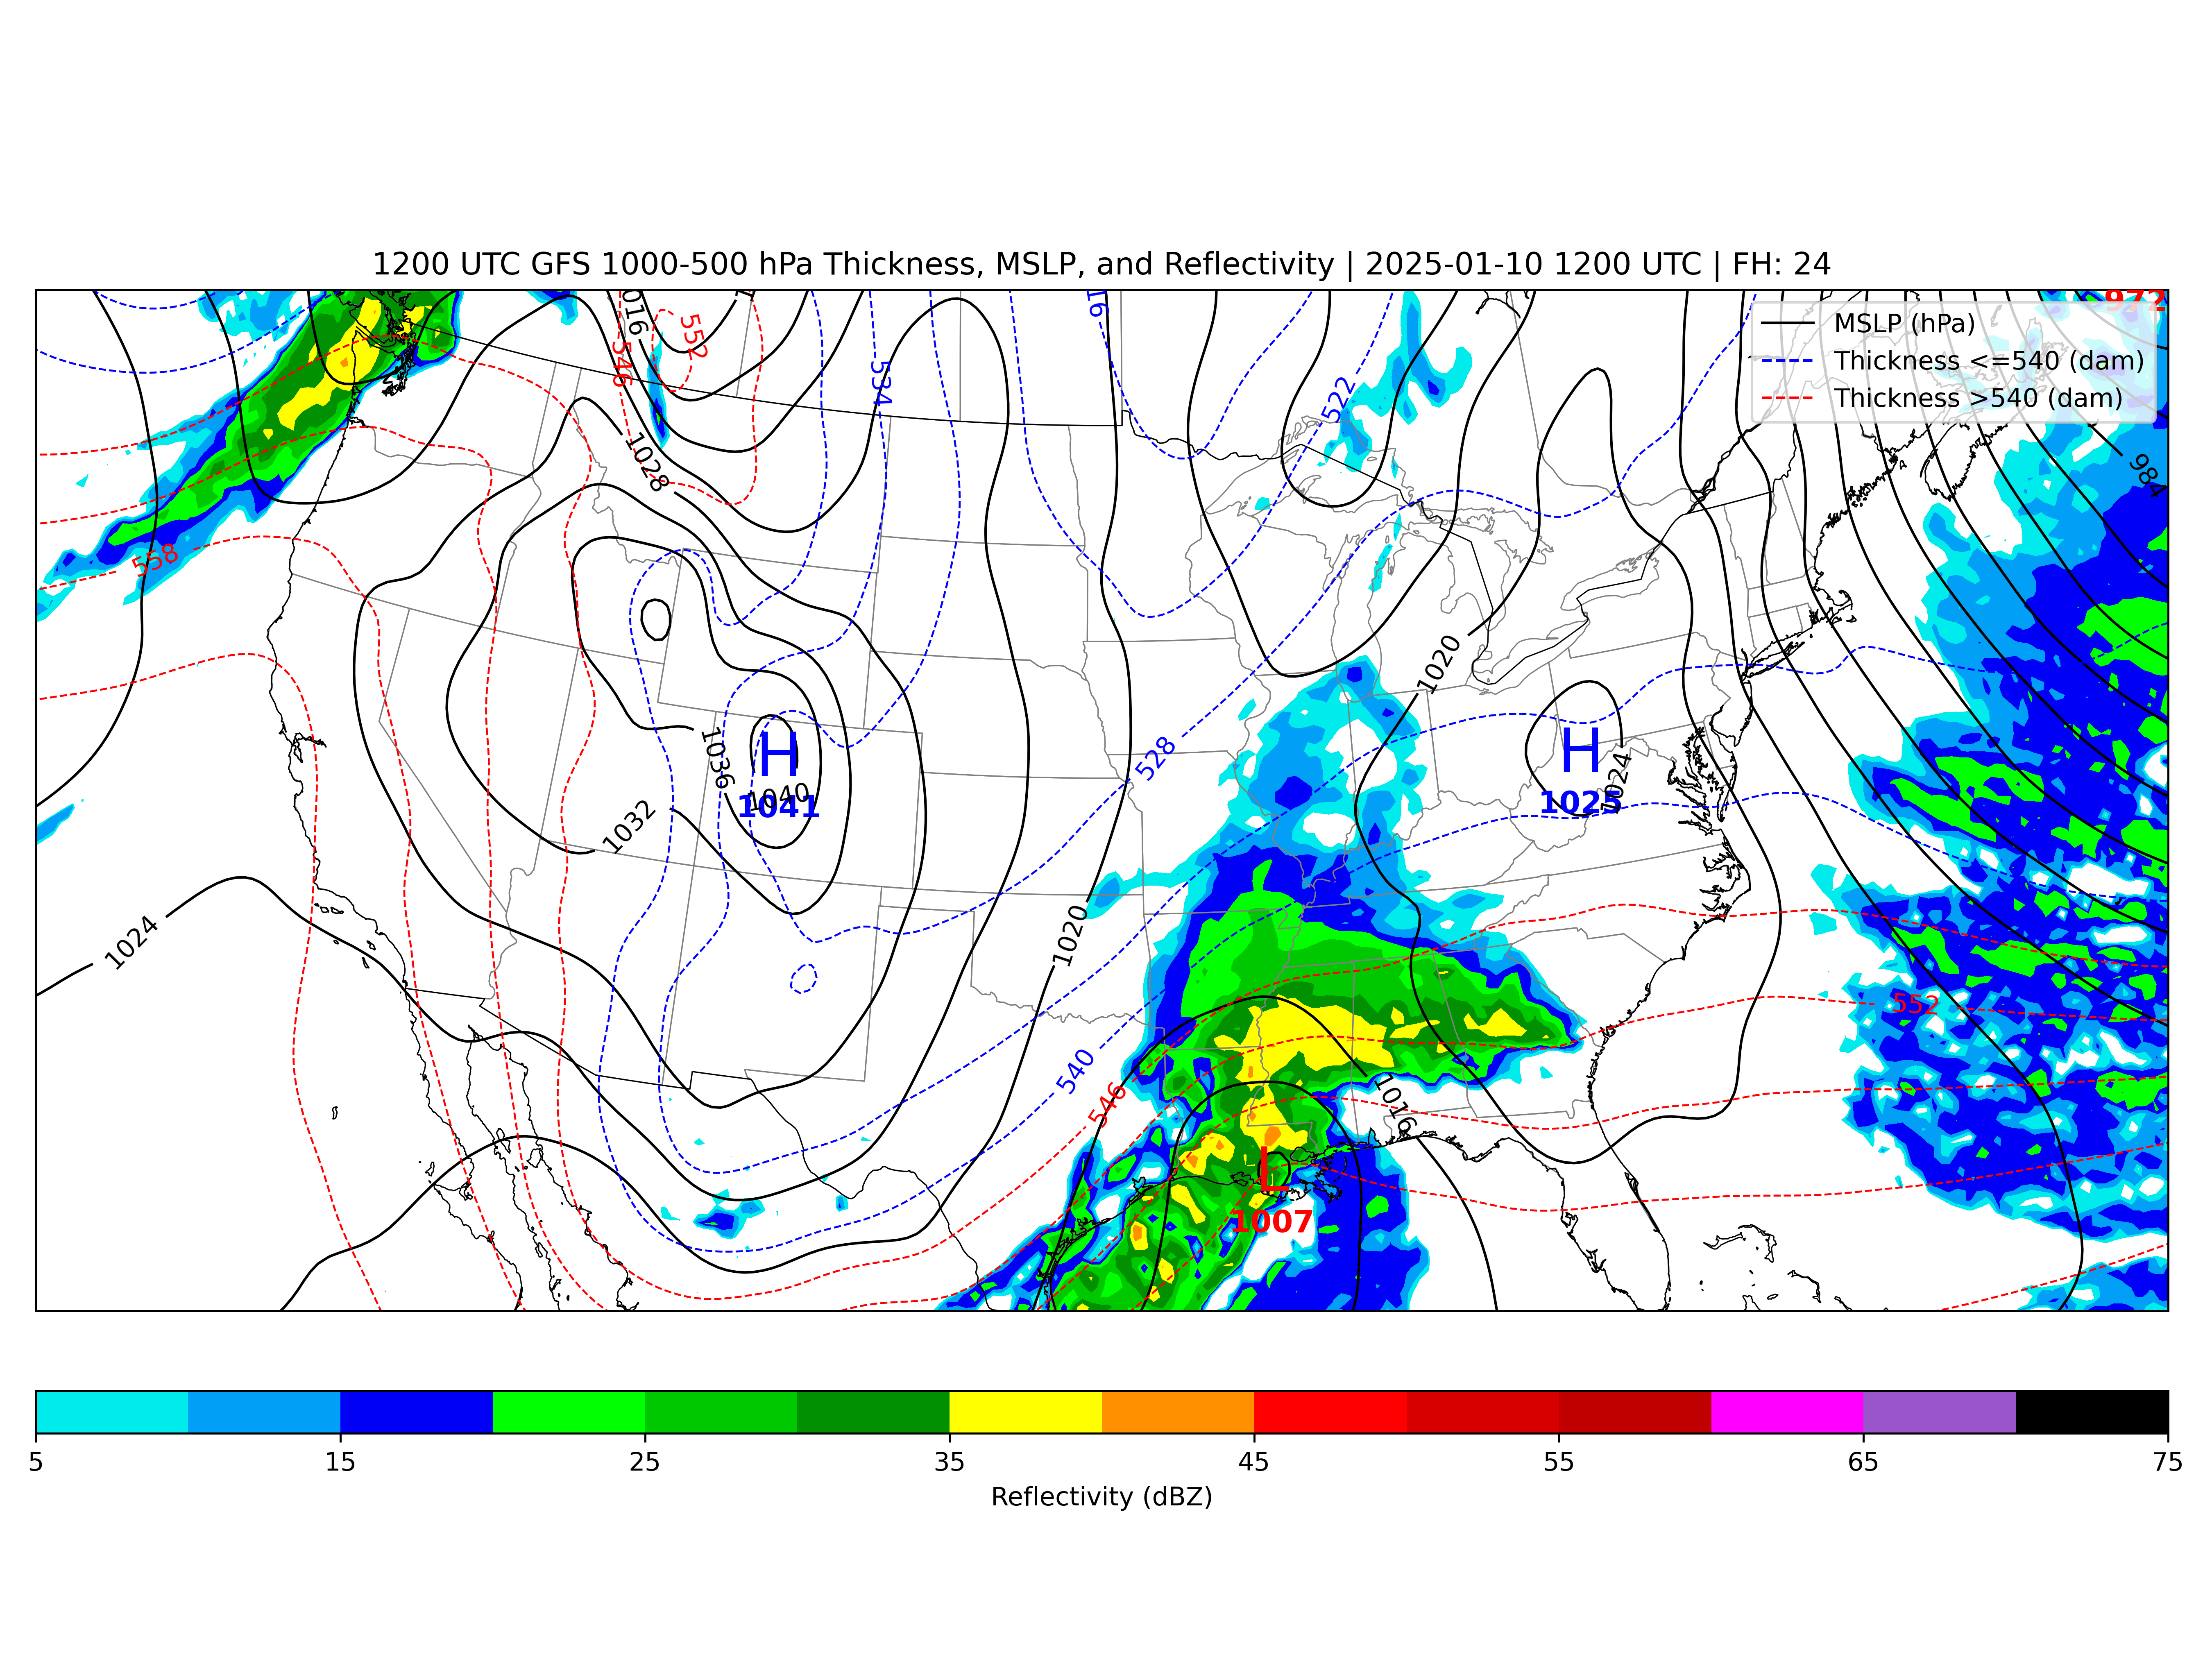 1200 UTC GFS 1000-500 hPa Thickness, MSLP, and Reflectivity | 2025-01-10 1200 UTC | FH: 24
972
MSLP (hPa)
Thickness <=540 (dam)
Thickness >540 (dam)
552
546
534
522
1028
984
558
1020
528
H
1041
1036
1040
H
1025
1024
1032
1024
1020
552
540
546
1016
L
1007
5 15 25 35 45 55 65 75
Reflectivity (dBZ)